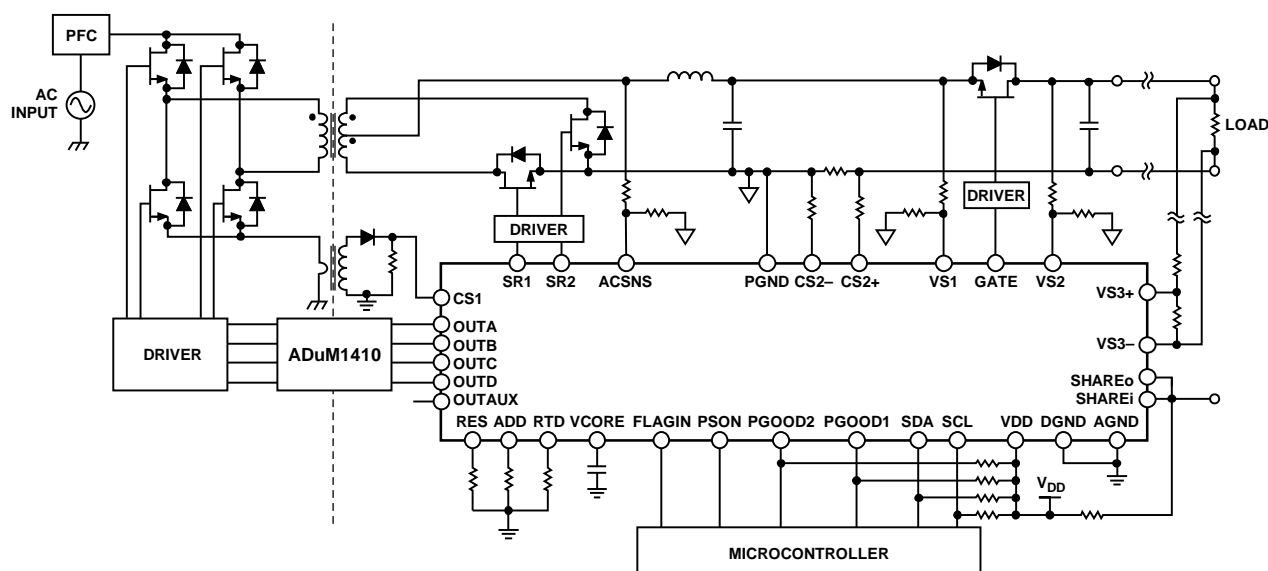 PFC
AC
INPUT
LOAD
DRIVER
DRIVER
SR1
SR2
ACSNS
PGND
CS2–
CS2+
VS1
GATE
VS2
CS1
VS3+
OUTA
OUTB
OUTC
OUTD
OUTAUX
DRIVER
ADuM1410
VS3–
SHAREo
SHAREi
RES
ADD
RTD
VCORE
FLAGIN
PSON
PGOOD2
PGOOD1
SDA
SCL
VDD
DGND
AGND
VDD
MICROCONTROLLER